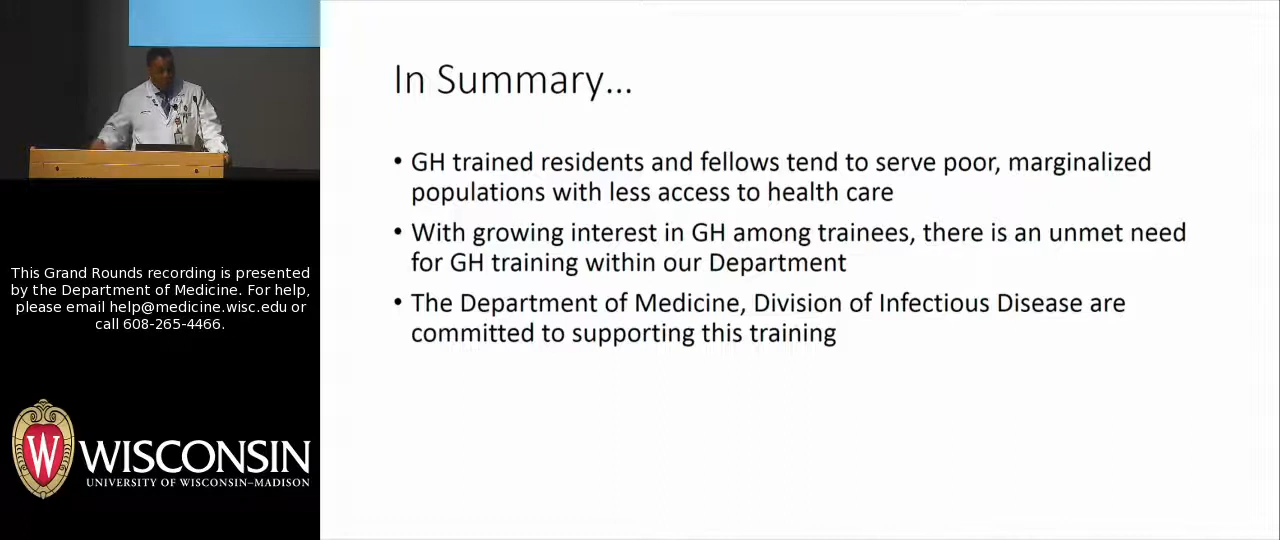 In Summary...
• GH trained residents and fellows tend to serve poor, marginalized
populations with less access to health care
• With growing interest in GH among trainees, there is an unmet need
for GH training within our Department
• The Department of Medicine, Division of Infectious Disease are
committed to supporting this training
This Grand Rounds recording is presented
by the Department of Medicine. For help,
please email help@medicine.wisc.edu or
call 608-265-4466.
W
WISCONSIN
UNIVERSITY OF WISCONSIN–MADISON